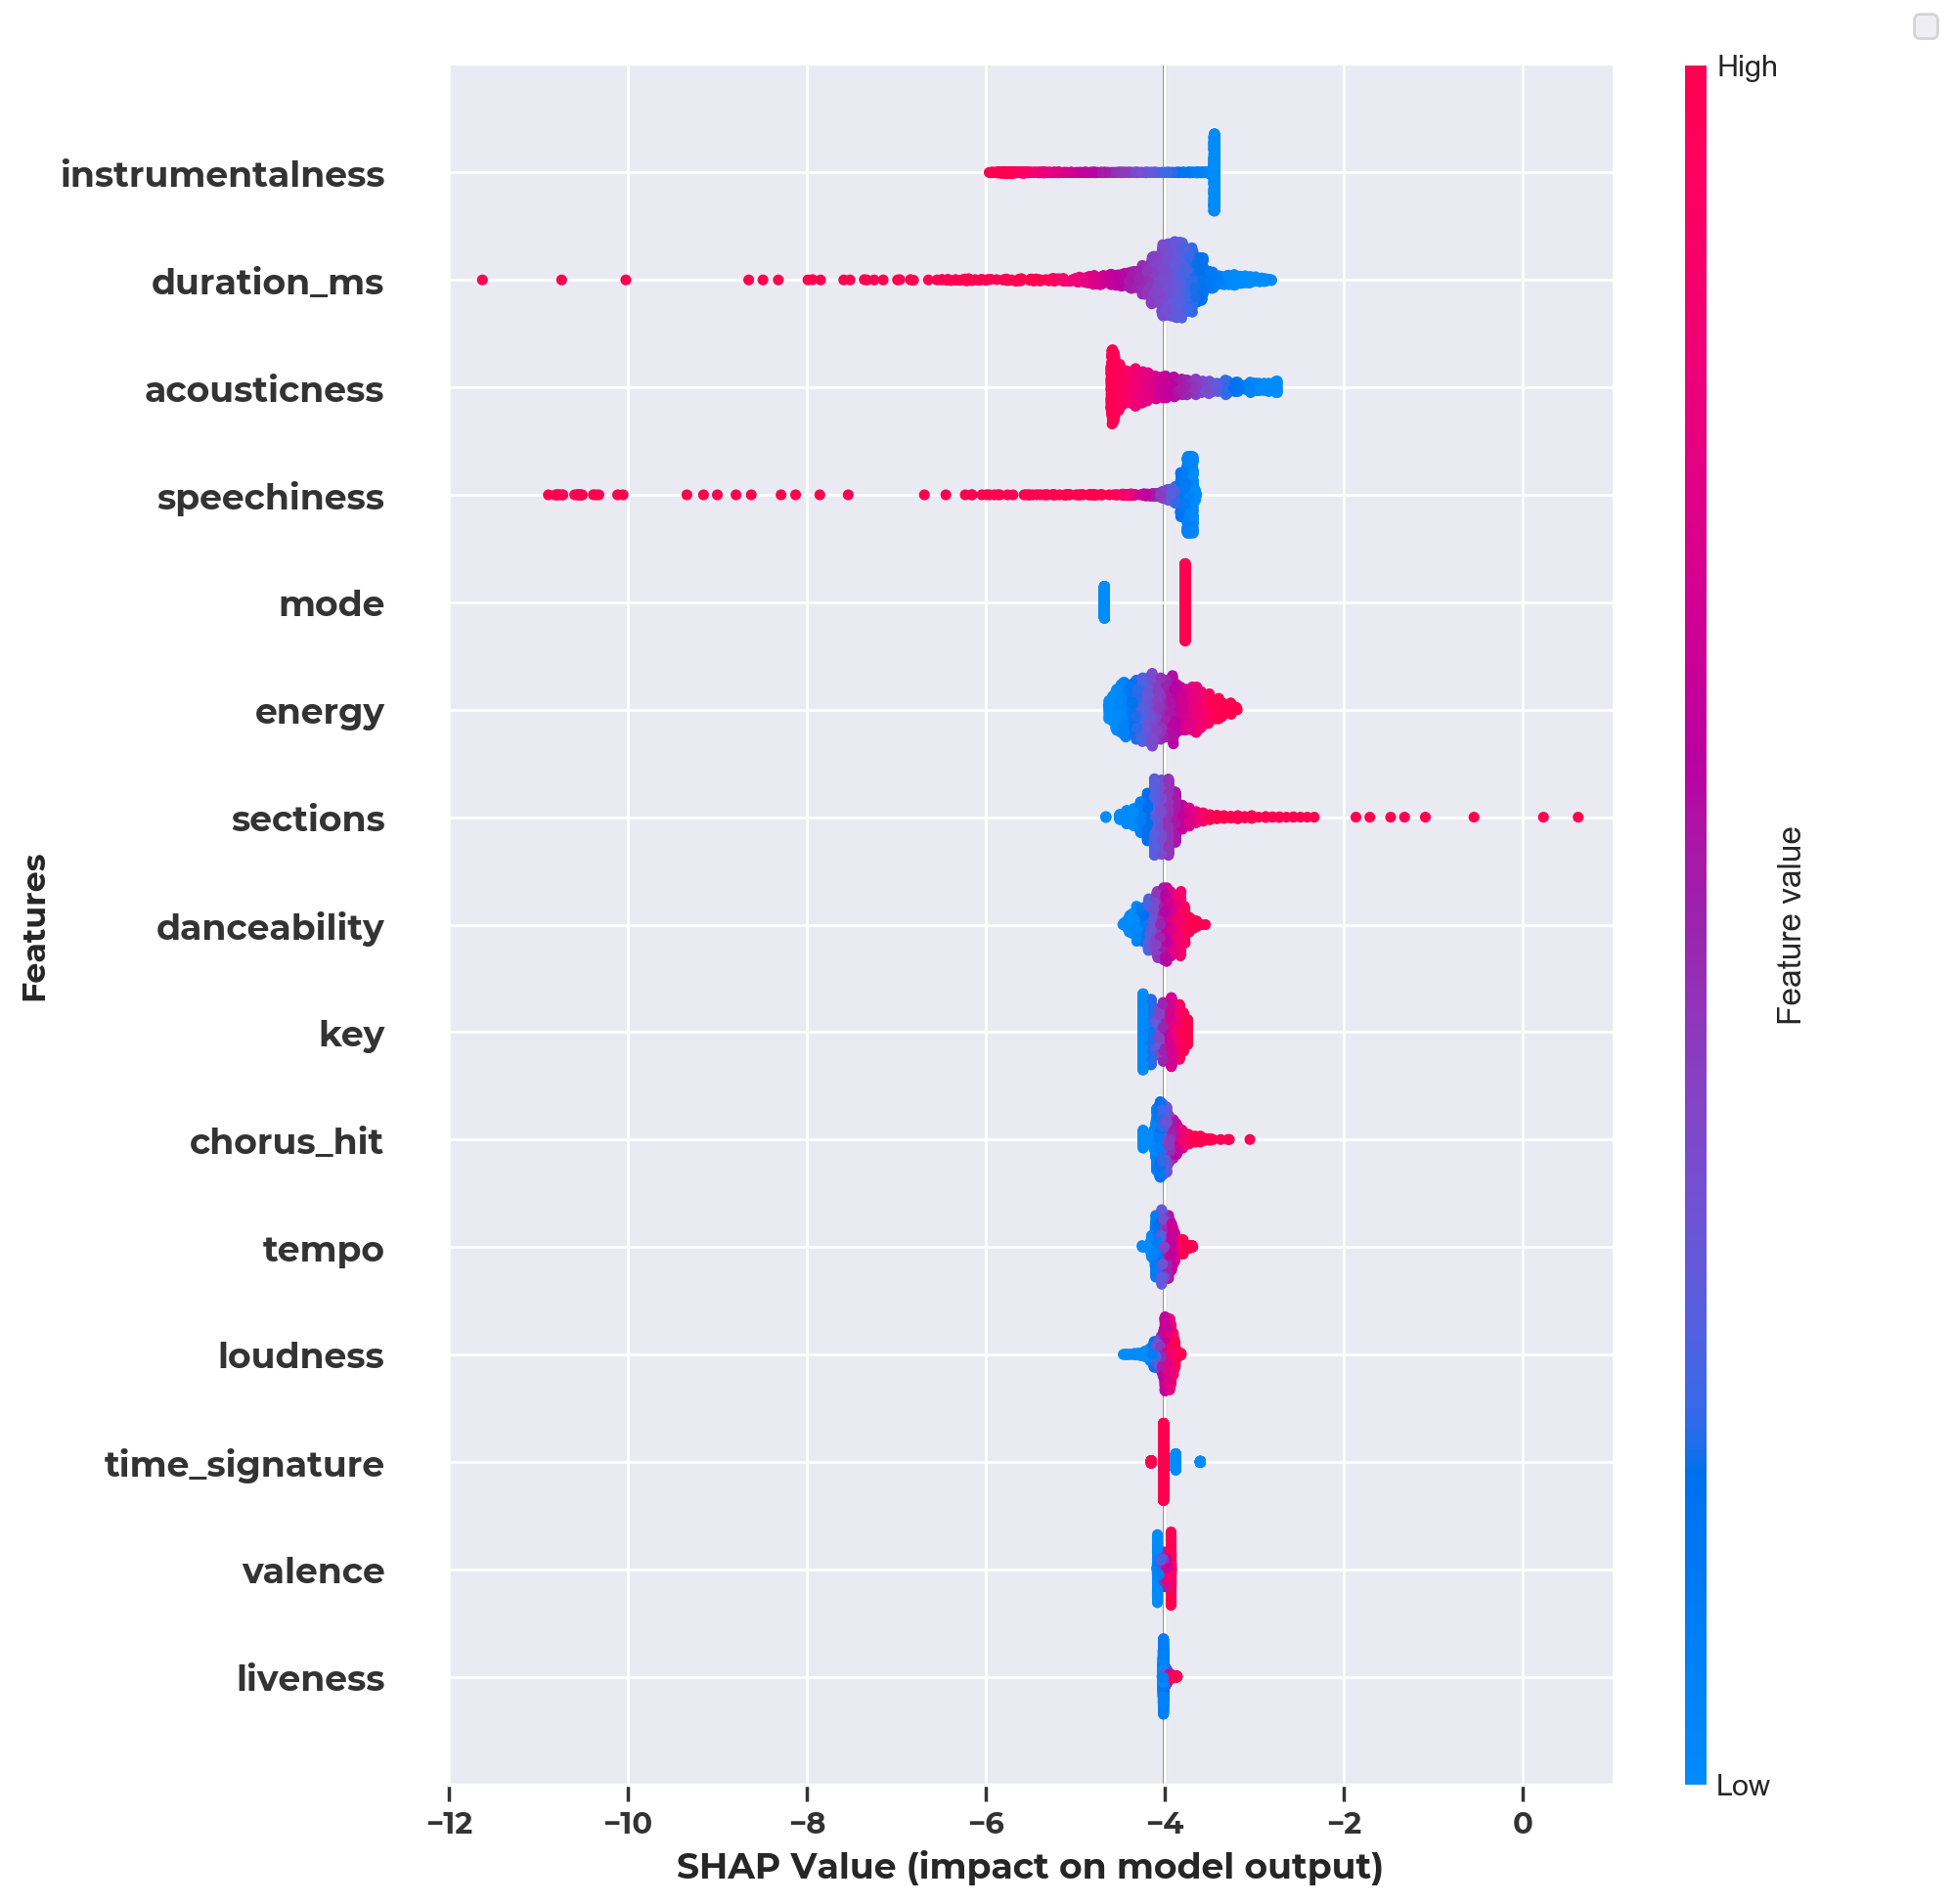 High
instrumentalness
duration_ms
acousticness
speechiness
mode
energy
sections
danceability
key
chorus_hit
tempo
loudness
time_signature
valence
liveness
Features
Feature value
Low
−12 −10 −8 −6 −4 −2 0
SHAP Value (impact on model output)